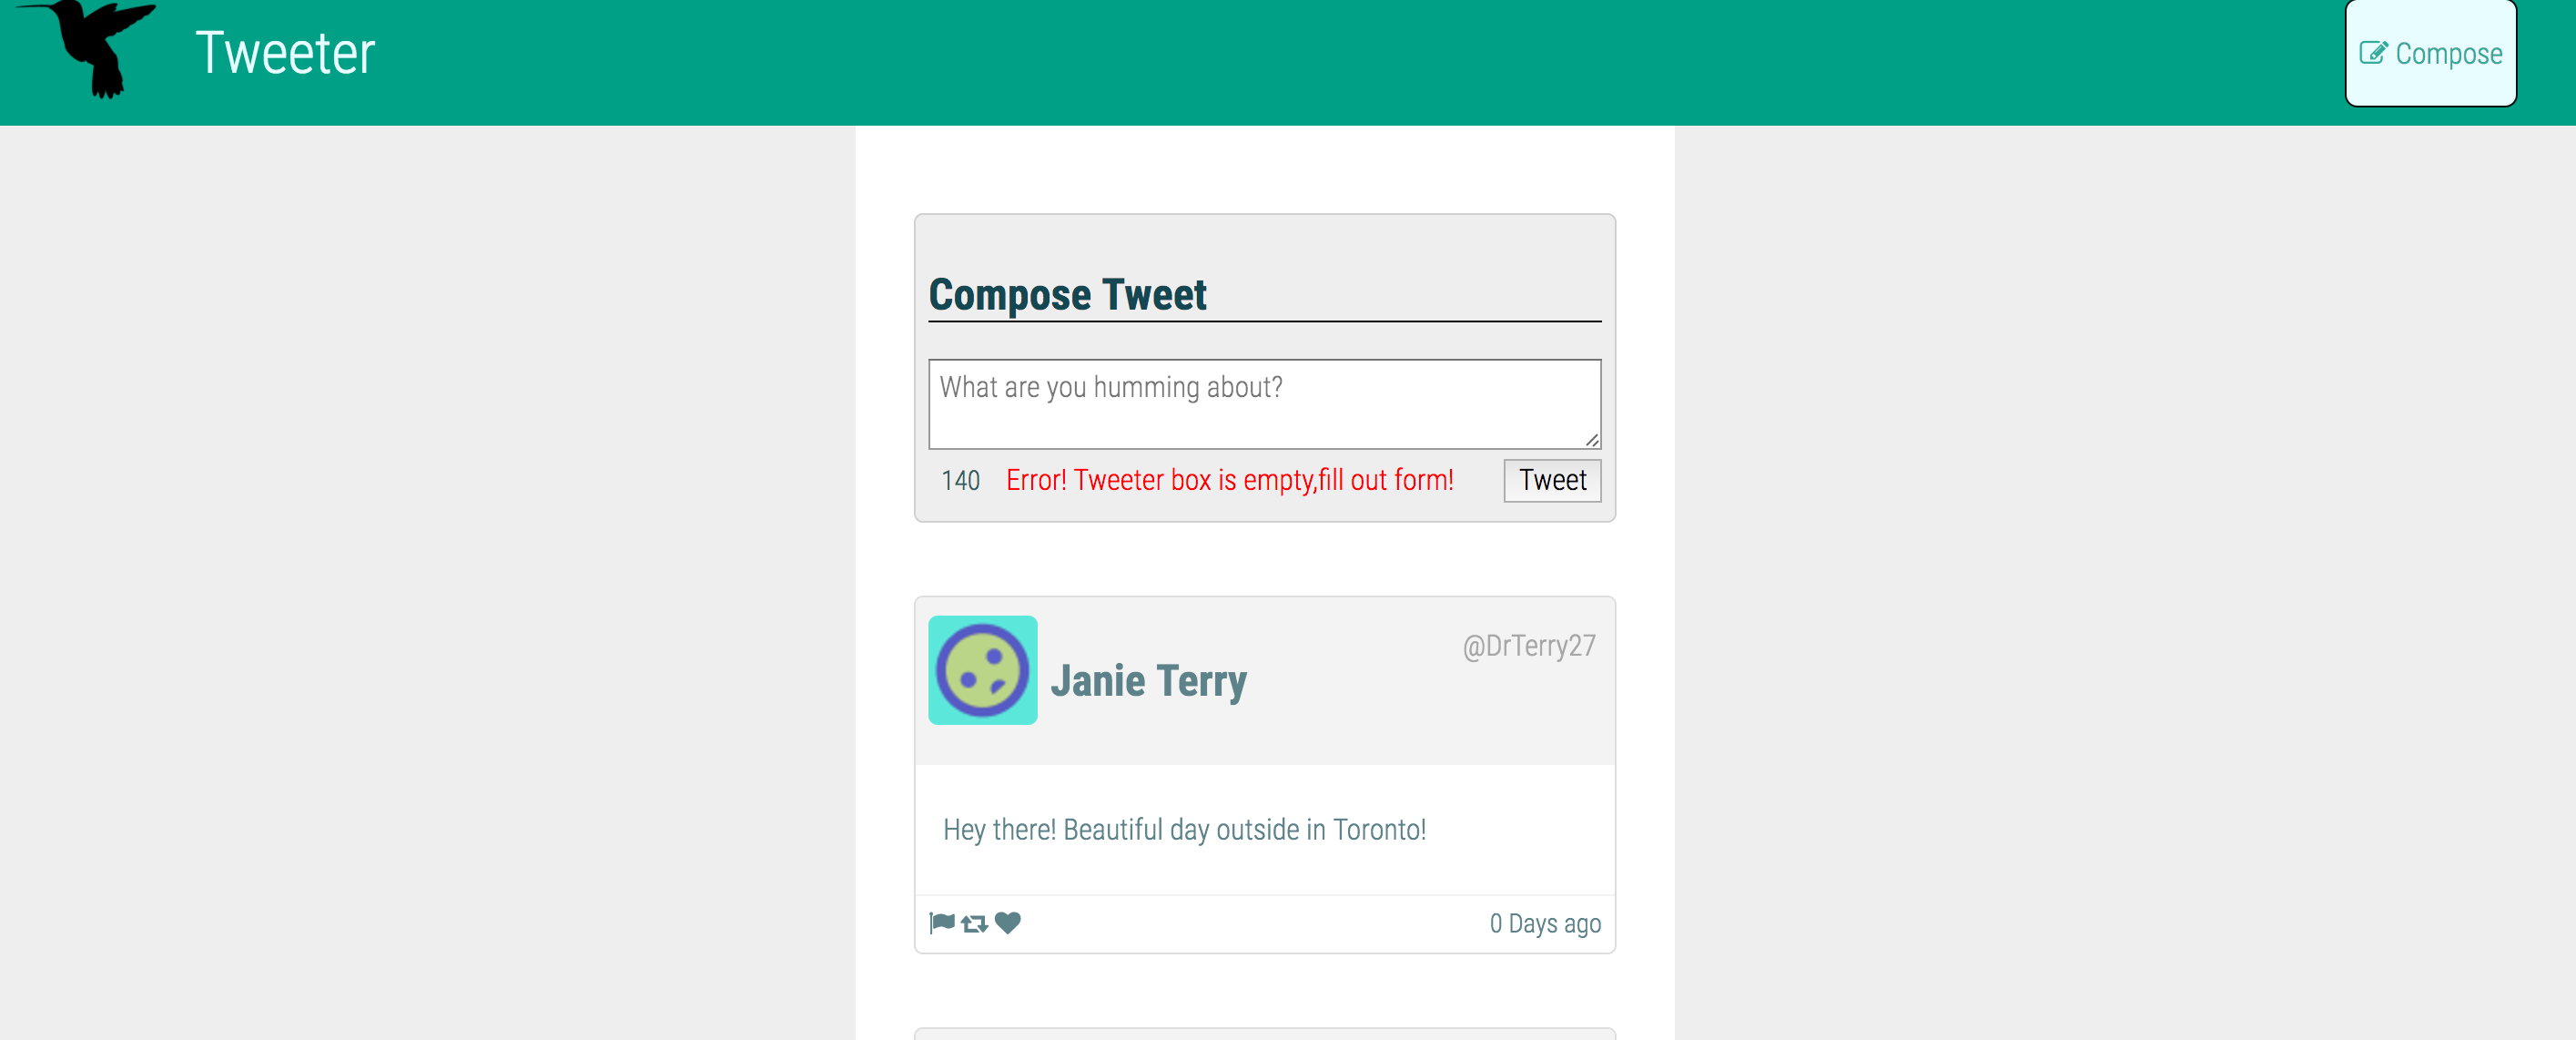 Tweeter
Compose
Compose Tweet
What are you humming about?
140 Error! Tweeter box is empty,fill out form! Tweet
@DrTerry27
Janie Terry
Hey there! Beautiful day outside in Toronto!
0 Days ago